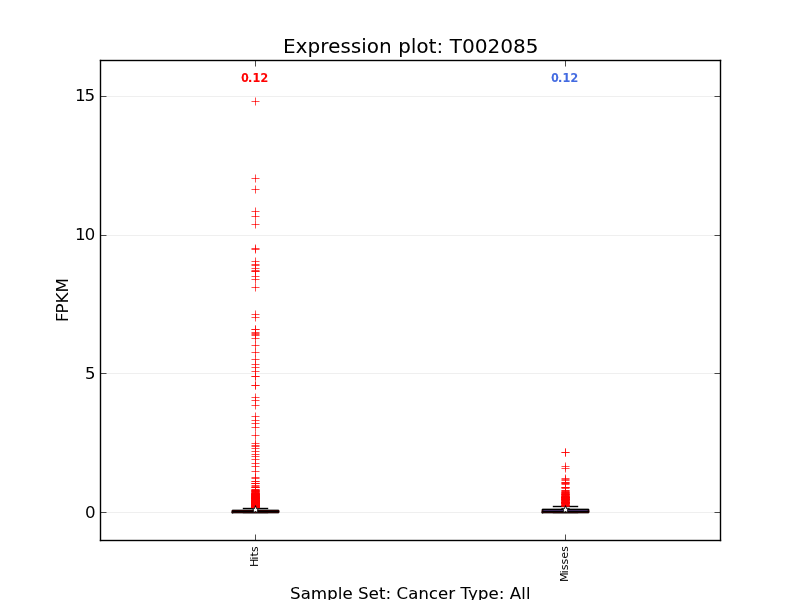 Expression plot: T002085
0.12 0.12
15
10
5
0
FPKM
Hits Misses
Sample Set: Cancer Type: All